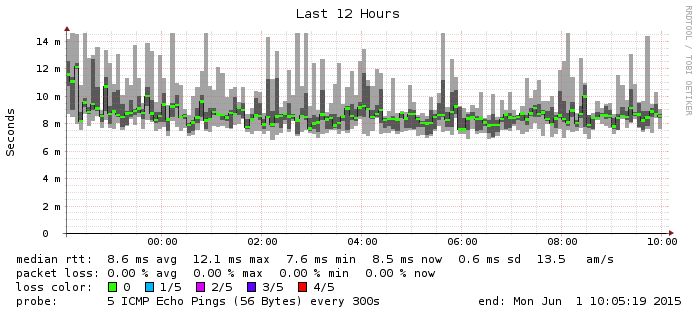 Last 12 Hours
RRDTOOL / TOBI OETIKER
Seconds
14 m
12 m
10 m
8 m
6 m
4 m
2 m
0
00:00 02:00 04:00 06:00 08:00 10:00
median rtt: 8.6 ms avg 12.1 ms max 7.6 ms min 8.5 ms now 0.6 ms sd 13.5 am/s
packet loss: 0.00 % avg 0.00 % max 0.00 % min 0.00 % now
loss color: 0 1/5 2/5 3/5 4/5
probe: 5 ICMP Echo Pings (56 Bytes) every 300s end: Mon Jun 1 10:05:19 2015